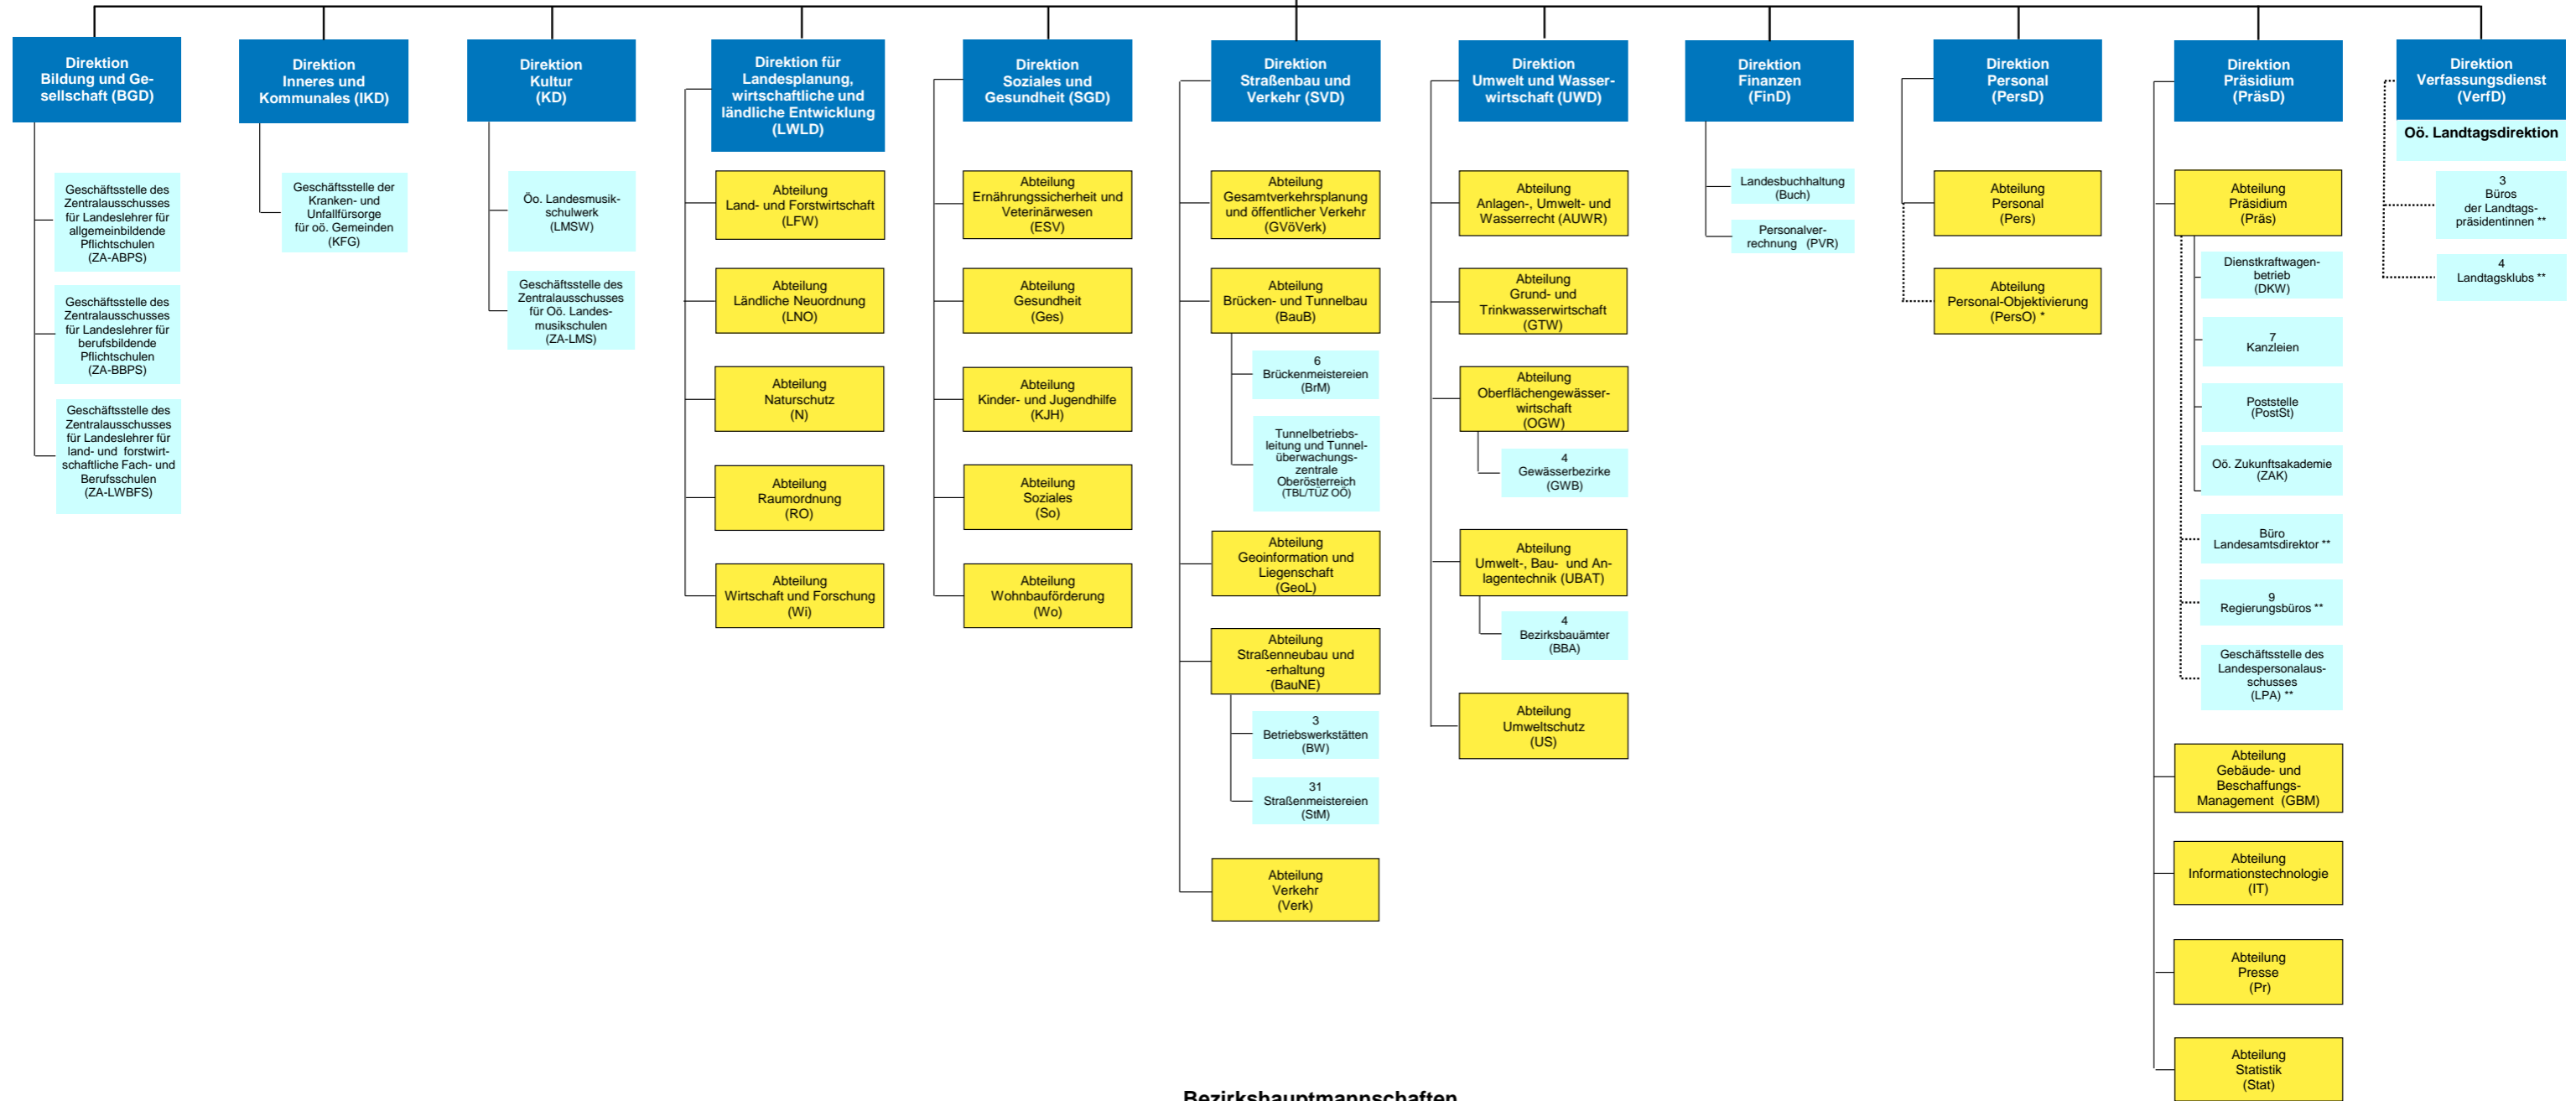 Direktion
Bildung und Ge-
sellschaft (BGD)
Geschäftsstelle des
Zentralausschusses
für Landeslehrer für
allgemeinbildende
Pflichtschulen
(ZA-ABPS)
Geschäftsstelle des
Zentralausschusses
für Landeslehrer für
berufsbildende
Pflichtschulen
(ZA-BBPS)
Geschäftsstelle des
Zentralausschusses
für Landeslehrer für
land- und forstwirt-
schaftliche Fach- und
Berufsschulen
(ZA-LWBFS)
Direktion
Inneres und
Kommunales (IKD)
Geschäftsstelle der
Kranken- und
Unfallfürsorge
für oö. Gemeinden
(KFG)
Direktion
Kultur
(KD)
Öo. Landesmusik-
schulwerk
(LMSW)
Geschäftsstelle des
Zentralausschusses
für Oö. Landes-
musikschulen
(ZA-LMS)
Direktion für
Landesplanung,
wirtschaftliche und
ländliche Entwicklung
(LWLD)
Abteilung
Land- und Forstwirtschaft
(LFW)
Abteilung
Ländliche Neuordnung
(LNO)
Abteilung
Naturschutz
(N)
Abteilung
Raumordnung
(RO)
Abteilung
Wirtschaft und Forschung
(Wi)
Direktion
Soziales und
Gesundheit (SGD)
Abteilung
Ernährungssicherheit und
Veterinärwesen
(ESV)
Abteilung
Gesundheit
(Ges)
Abteilung
Kinder- und Jugendhilfe
(KJH)
Abteilung
Soziales
(So)
Abteilung
Wohnbauförderung
(Wo)
Direktion
Straßenbau und
Verkehr (SVD)
Abteilung
Gesamtverkehrsplanung
und öffentlicher Verkehr
(GVöVerk)
Abteilung
Brücken- und Tunnelbau
(BauB)
6
Brückenmeistereien
(BrM)
Tunnelbetriebs-
leitung und Tunnel-
überwachungs-
zentrale
Oberösterreich
(TBL/TÜZ OÖ)
Abteilung
Geoinformation und
Liegenschaft
(GeoL)
Abteilung
Straßenneubau und
-erhaltung
(BauNE)
3
Betriebswerkstätten
(BW)
31
Straßenmeistereien
(StM)
Abteilung
Verkehr
(Verk)
Direktion
Umwelt und Wasser-
wirtschaft (UWD)
Abteilung
Anlagen-, Umwelt- und
Wasserrecht (AUWR)
Abteilung
Grund- und
Trinkwasserwirtschaft
(GTW)
Abteilung
Oberflächengewässer-
wirtschaft
(OGW)
4
Gewässerbezirke
(GWB)
Abteilung
Umwelt-, Bau- und An-
lagentechnik (UBAT)
4
Bezirksbauämter
(BBA)
Abteilung
Umweltschutz
(US)
Direktion
Finanzen
(FinD)
Landesbuchhaltung
(Buch)
Personalver-
rechnung (PVR)
Direktion
Personal
(PersD)
Abteilung
Personal
(Pers)
Abteilung
Personal-Objektivierung
(PersO) *
Direktion
Präsidium
(PräsD)
Abteilung
Präsidium
(Präs)
Dienstkraftwagen-
betrieb
(DKW)
7
Kanzleien
Poststelle
(PostSt)
Oö. Zukunftsakademie
(ZAK)
Büro
Landesamtsdirektor **
9
Regierungsbüros **
Geschäftsstelle des
Landespersonalaus-
schusses
(LPA) **
Abteilung
Gebäude- und
Beschaffungs-
Management (GBM)
Abteilung
Informationstechnologie
(IT)
Abteilung
Presse
(Pr)
Abteilung
Statistik
(Stat)
Direktion
Verfassungsdienst
(VerfD)
Oö. Landtagsdirektion
3
Büros
der Landtags-
präsidentinnen **
4
Landtagsklubs **
Bezirkshauptmannschaften